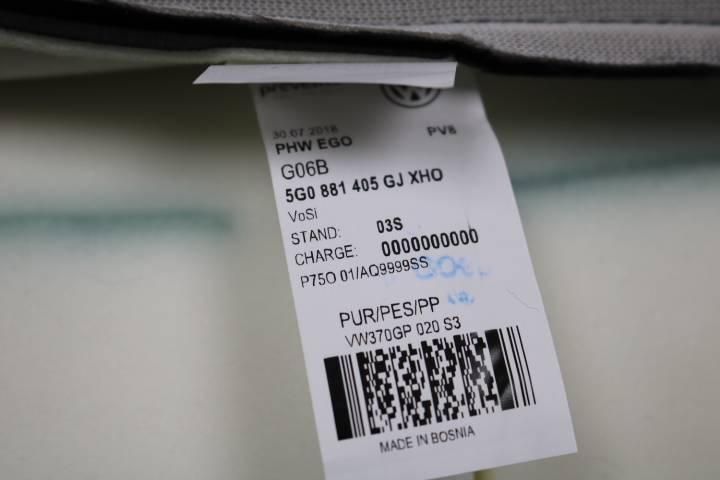 30.07.2018 PV8
PHW EGO
G06B
5G0 881 405 GJ XHO
VoSi
STAND: 03S
CHARGE: 0000000000
P75O 01/AQ9999SS
PUR/PES/PP
VW370GP 020 S3
MADE IN BOSNIA